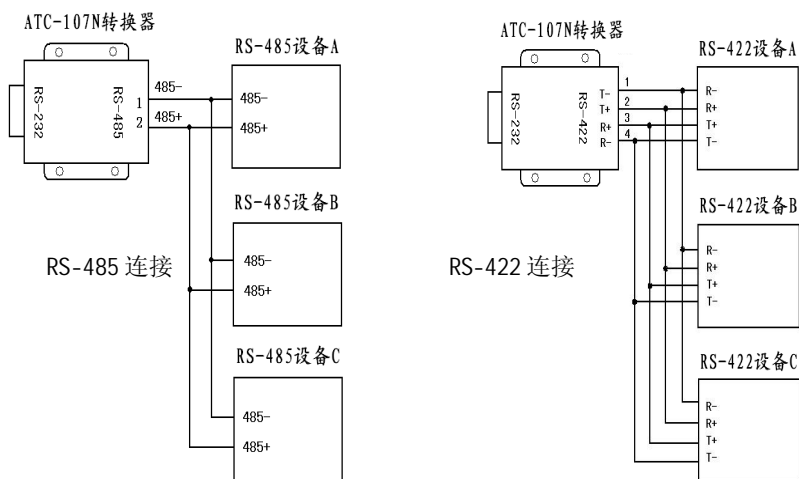 ATC-107N转换器
RS-232
RS-485
1
2
485-
485+
RS-485设备A
485-
485+
RS-485设备B
485-
485+
RS-485设备C
485-
485+
RS-485 连接
ATC-107N转换器
RS-232
RS-422
T-
T+
R+
R-
1
2
3
4
RS-422设备A
R-
R+
T+
T-
RS-422设备B
R-
R+
T+
T-
RS-422设备C
R-
R+
T+
T-
RS-422 连接